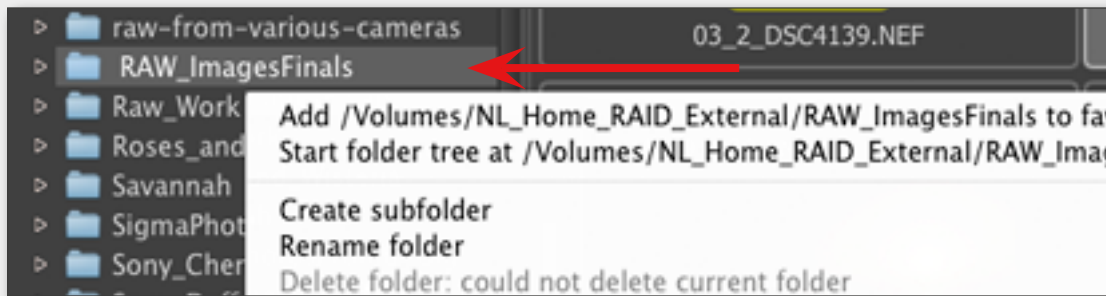 raw-from-various-cameras
RAW_ImagesFinals
Raw_Work
Roses_and
Savannah
SigmaPhot
Sony_Cher
03_2_DSC4139.NEF
Add /Volumes/NL_Home_RAID_External/RAW_ImagesFinals to fa
Start folder tree at /Volumes/NL_Home_RAID_External/RAW_Imag
Create subfolder
Rename folder
Delete folder: could not delete current folder